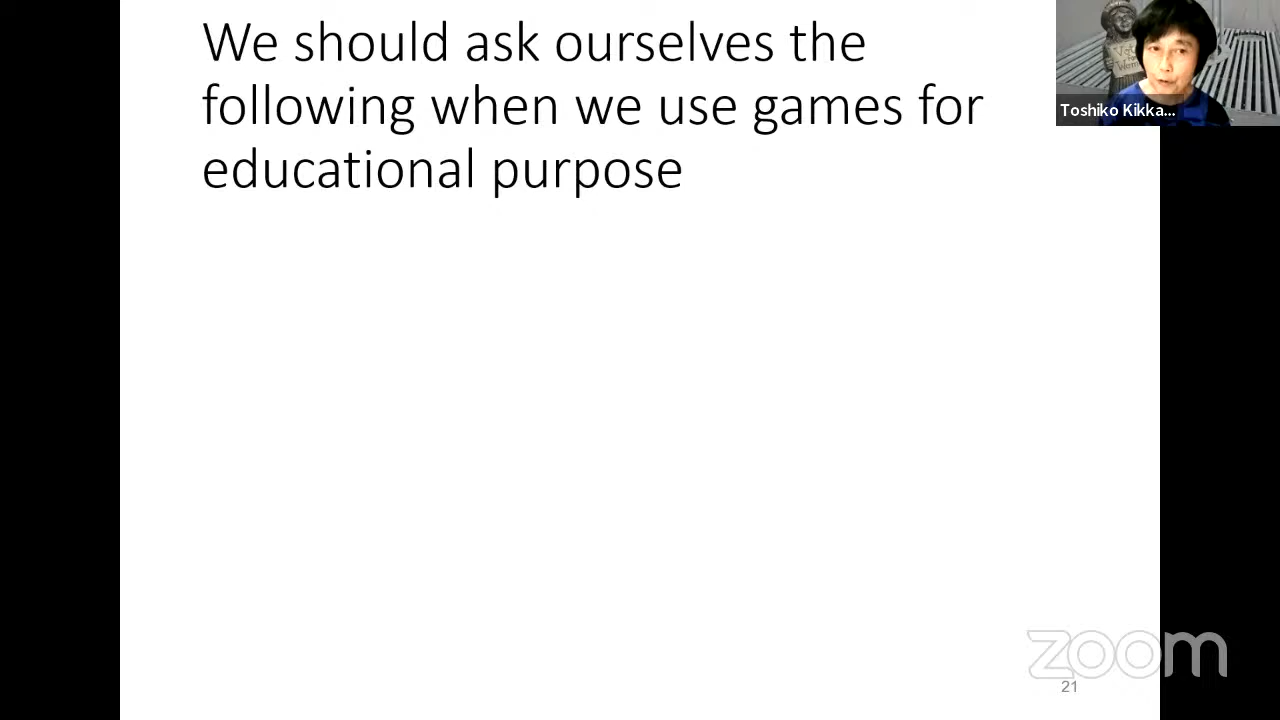 We should ask ourselves the
following when we use games for
educational purpose
Toshiko Kikka...
zoom
21